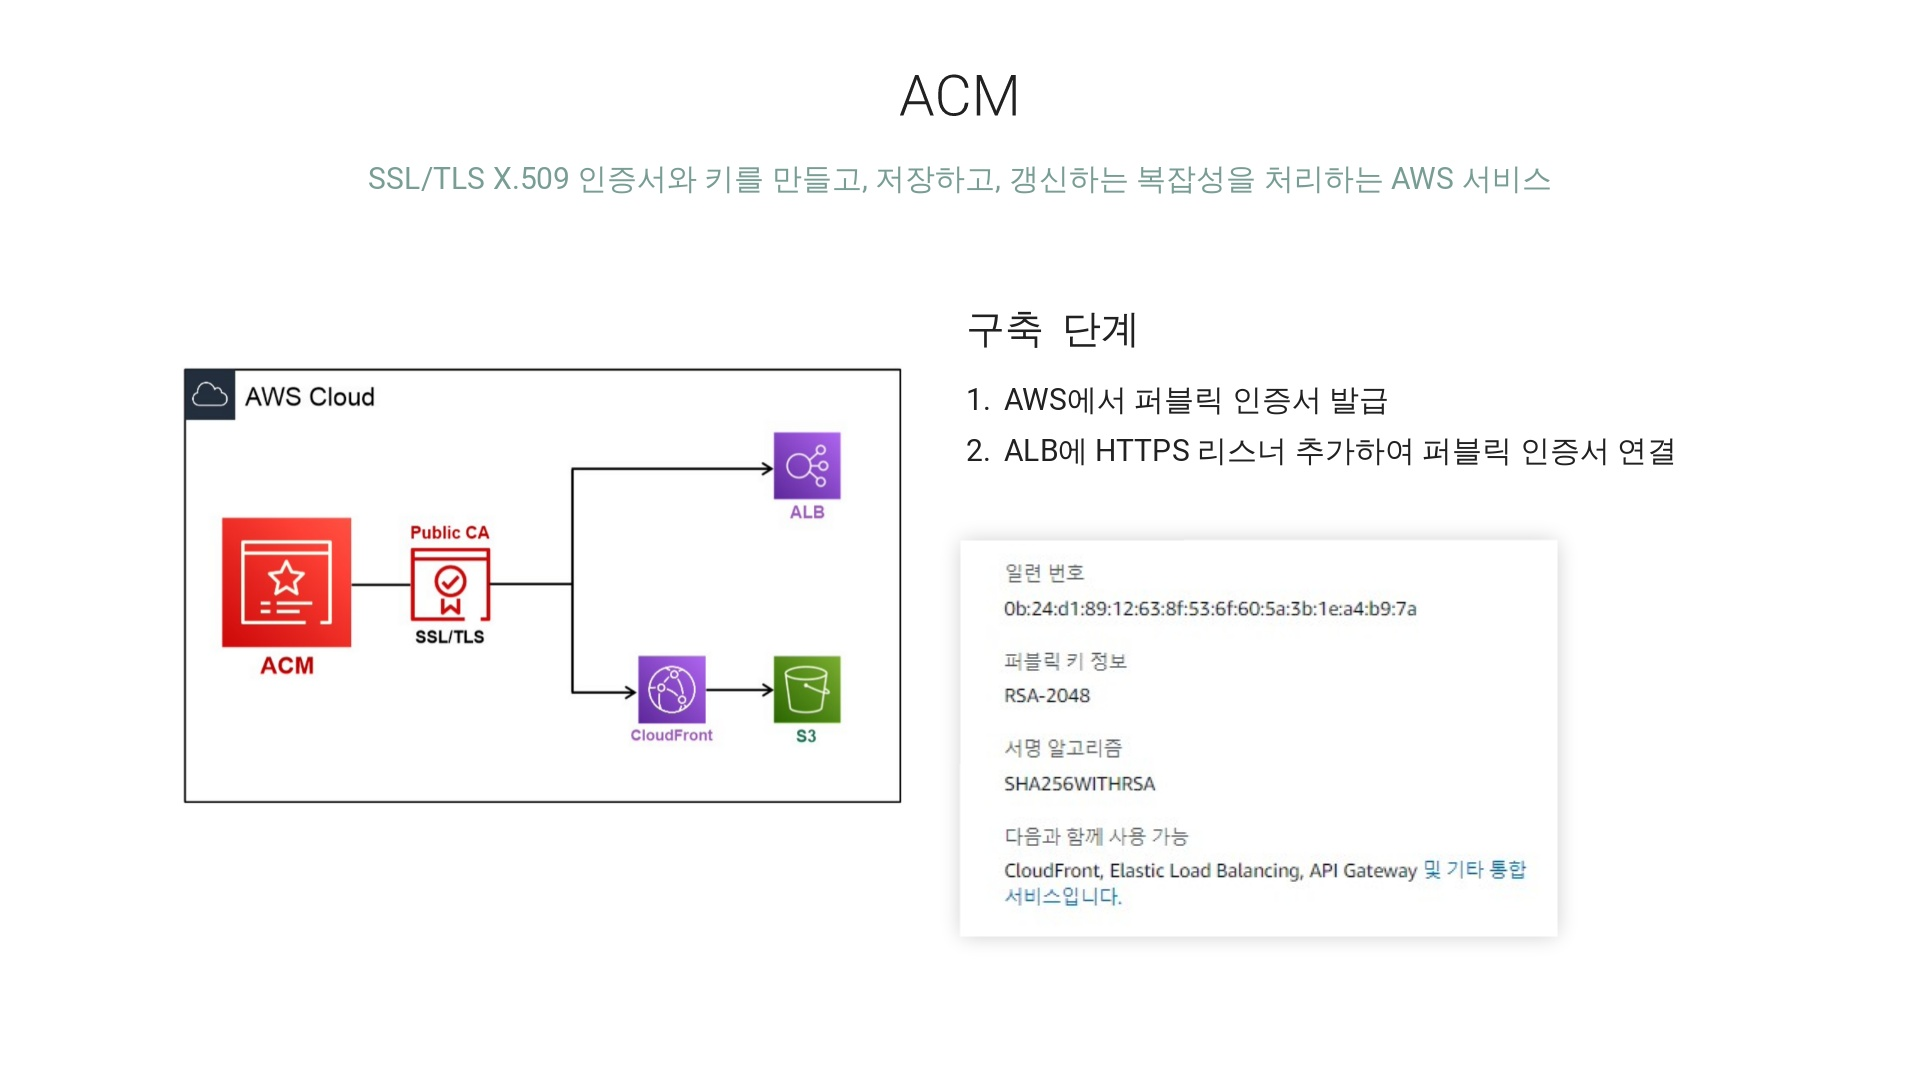 ACM
SSL/TLS X.509 인증서와 키를 만들고, 저장하고, 갱신하는 복잡성을 처리하는 AWS 서비스
AWS Cloud
ALB
Public CA
SSL/TLS
ACM
CloudFront
S3
구축 단계
1. AWS에서 퍼블릭 인증서 발급
2. ALB에 HTTPS 리스너 추가하여 퍼블릭 인증서 연결
일련 번호
0b:24:d1:89:12:63:8f:53:6f:60:5a:3b:1e:a4:b9:7a
퍼블릭 키 정보
RSA-2048
서명 알고리즘
SHA256WITHRSA
다음과 함께 사용 가능
CloudFront, Elastic Load Balancing, API Gateway 및 기타 통합
서비스입니다.